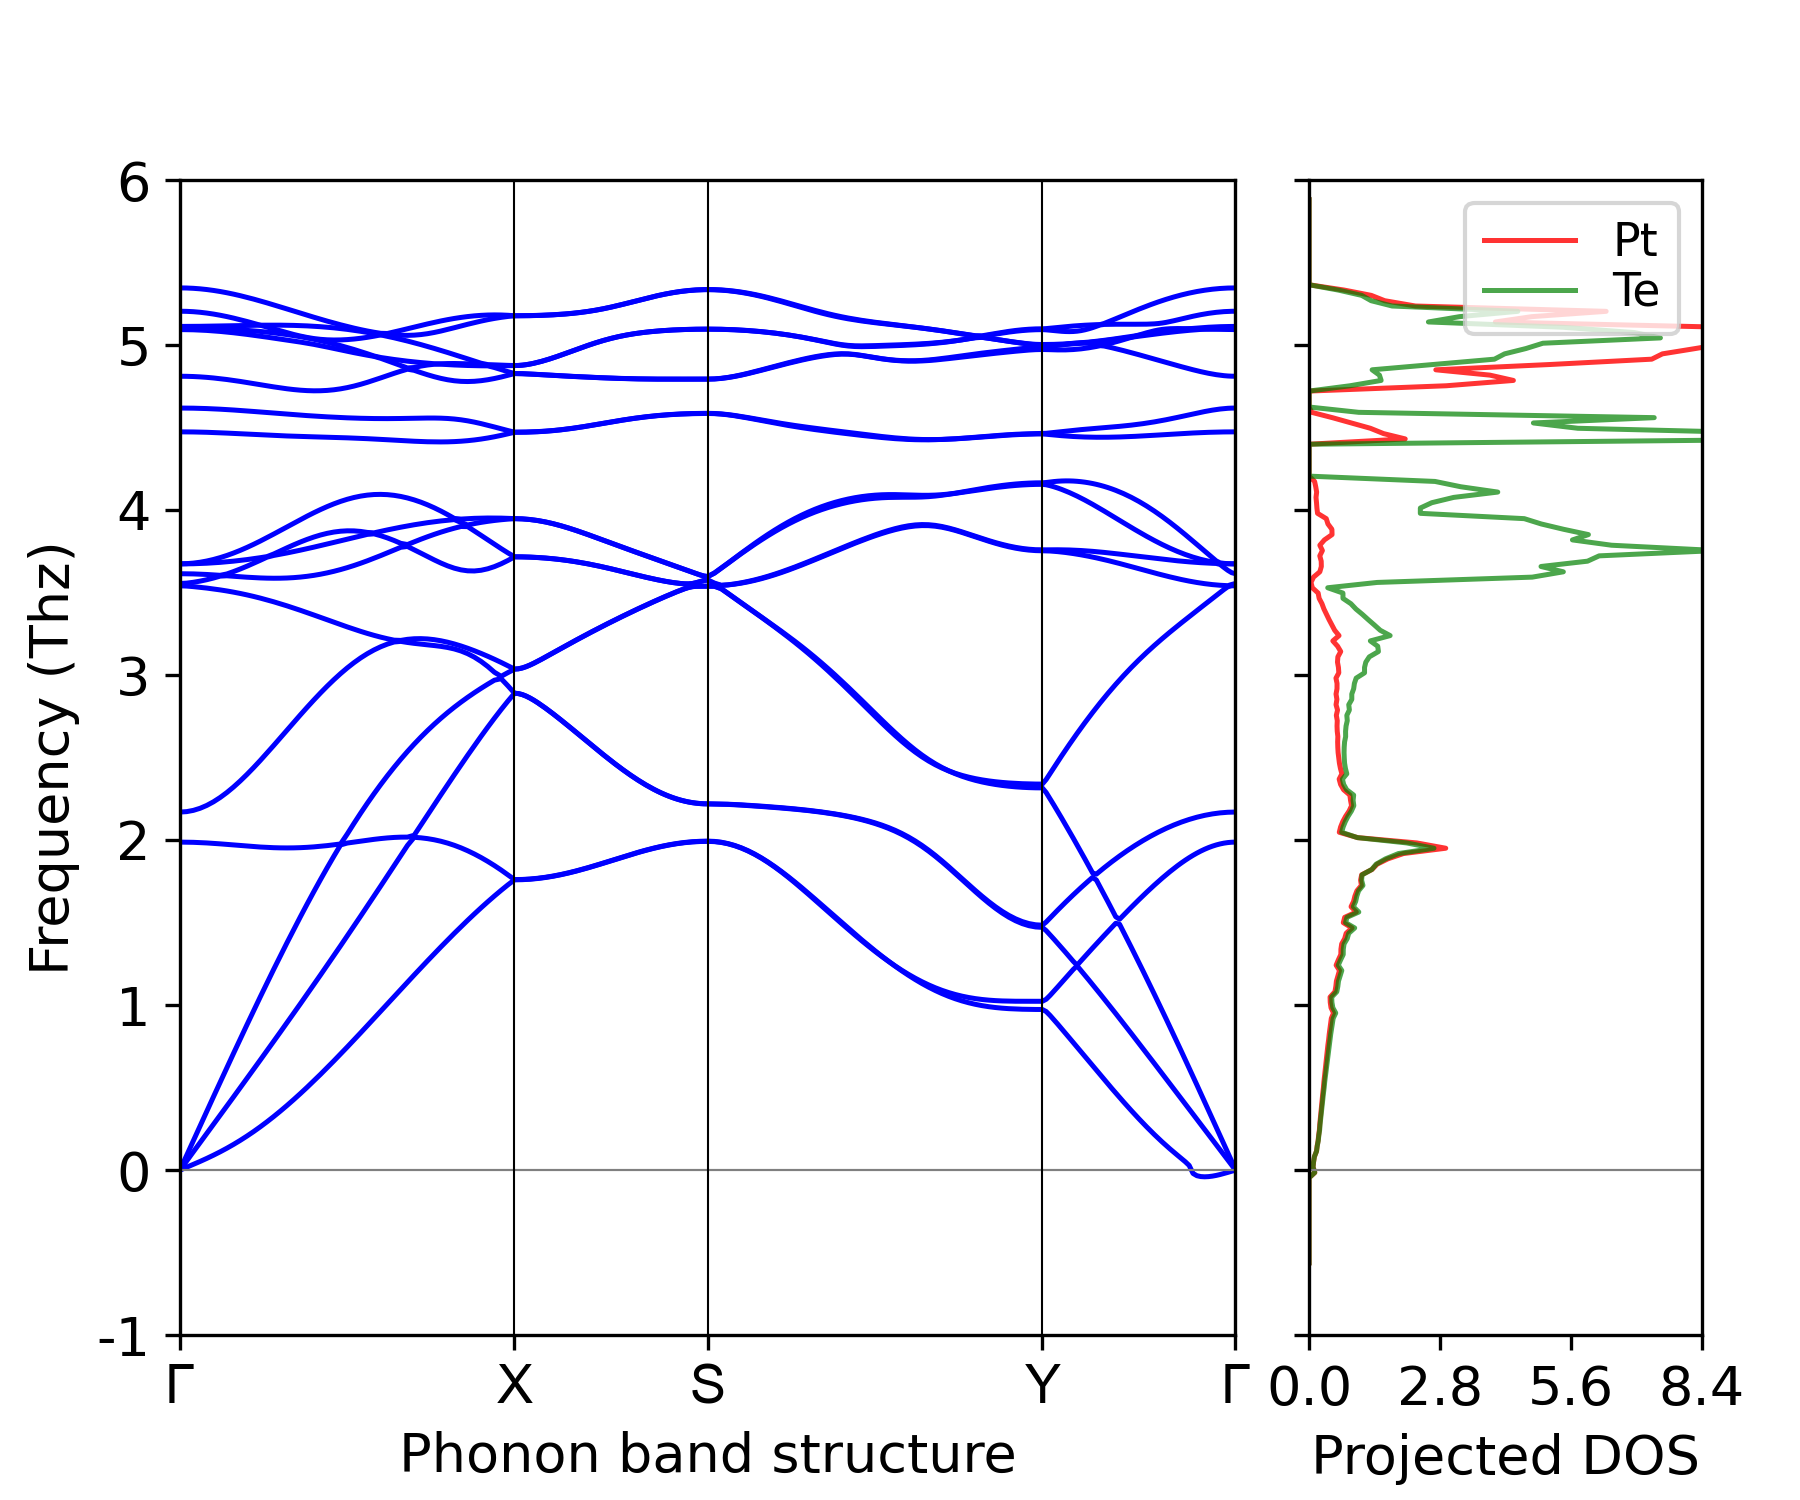 6
5
4
3
2
1
0
-1
Frequency (Thz)
Γ X S Y Γ
Phonon band structure
Pt
Te
0.0 2.8 5.6 8.4
Projected DOS